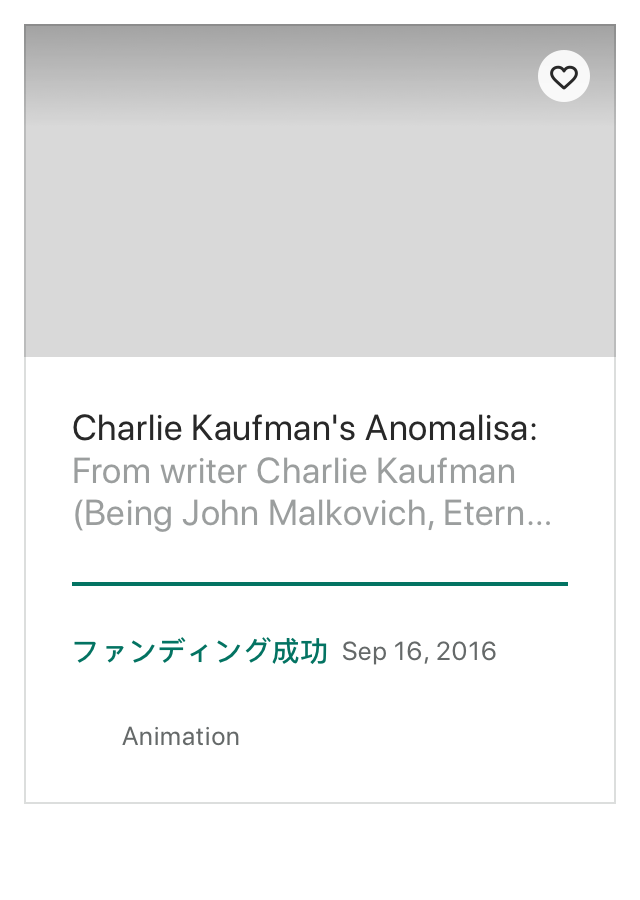 Charlie Kaufman's Anomalisa:
From writer Charlie Kaufman
(Being John Malkovich, Etern...
ファンディング成功 Sep 16, 2016
Animation